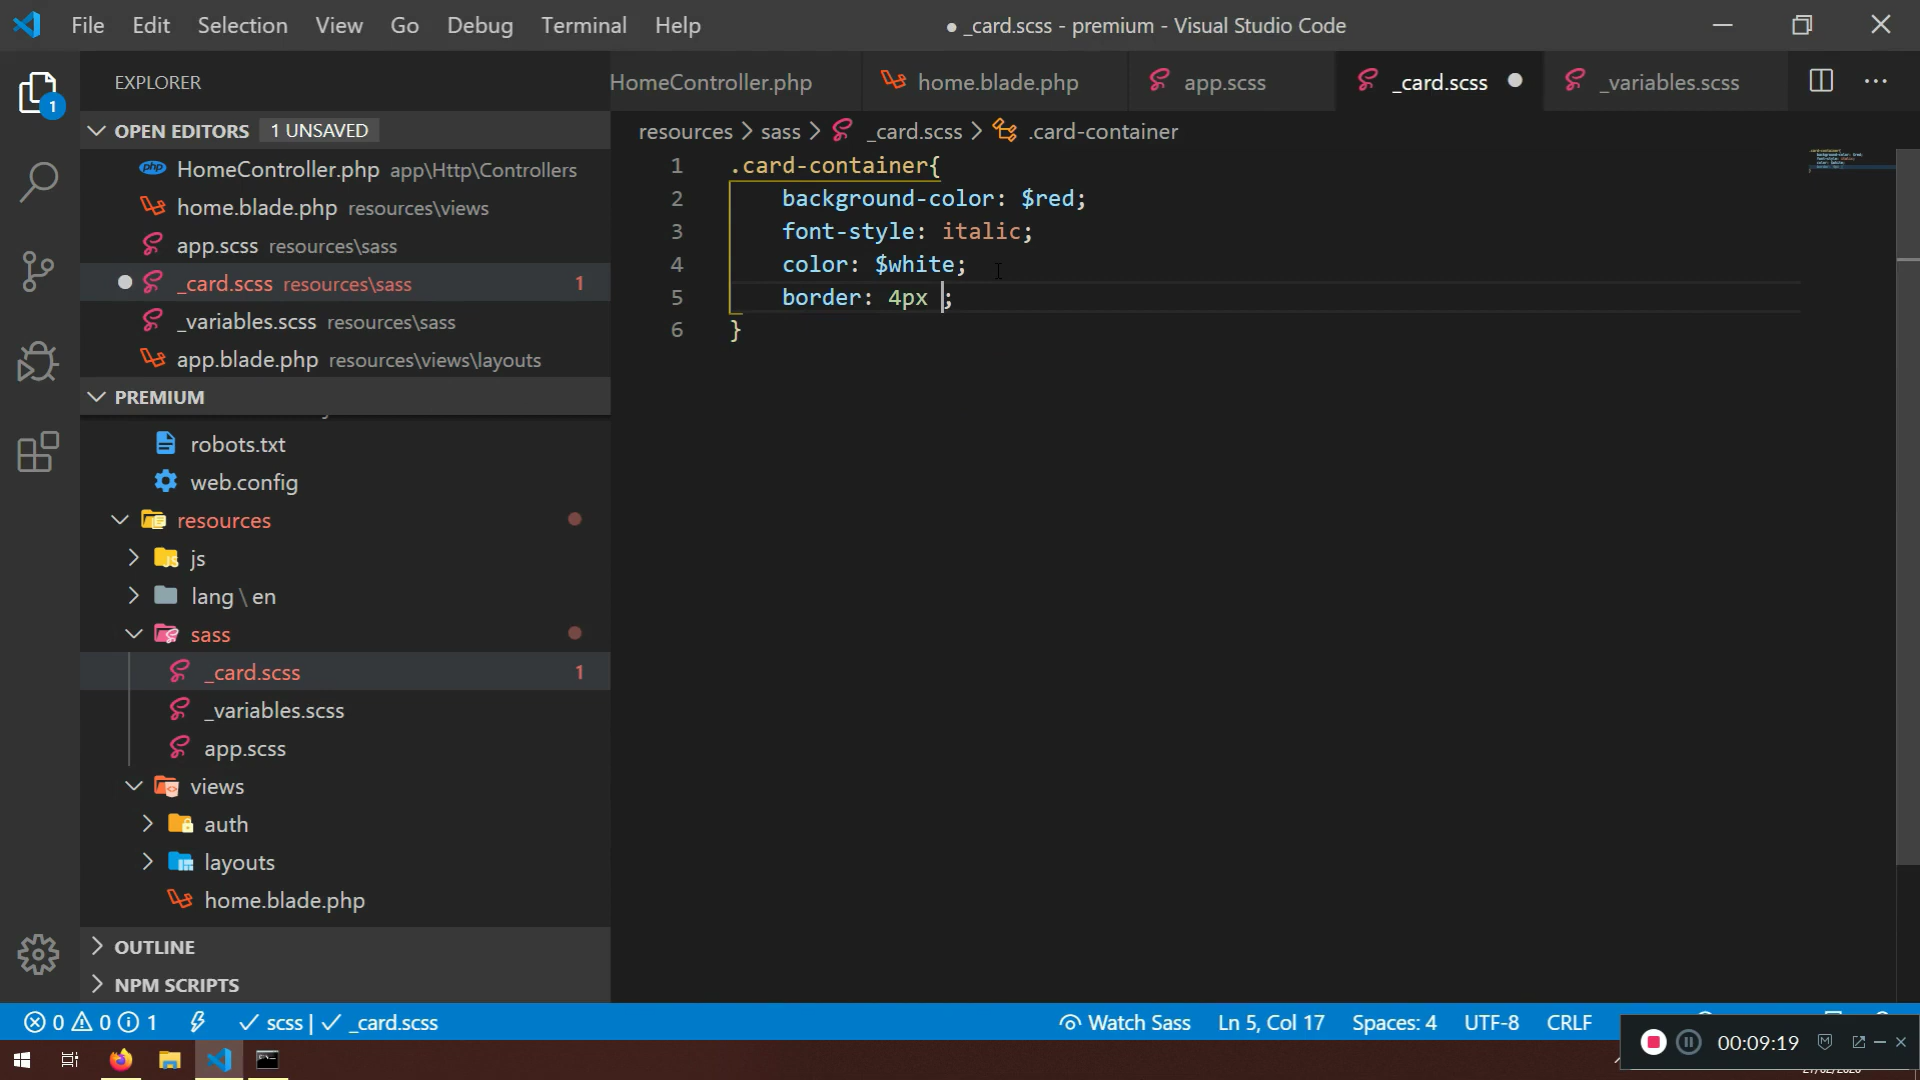 File Edit Selection View Go Debug Terminal Help
● _card.scss - premium - Visual Studio Code
EXPLORER
HomeController.php
home.blade.php
app.scss
_card.scss
_variables.scss
OPEN EDITORS 1 UNSAVED
HomeController.php app\Http\Controllers
home.blade.php resources\views
app.scss resources\sass
_card.scss resources\sass 1
_variables.scss resources\sass
app.blade.php resources\views\layouts
PREMIUM
robots.txt
web.config
resources
js
lang \ en
sass
_card.scss 1
_variables.scss
app.scss
views
auth
layouts
home.blade.php
OUTLINE
NPM SCRIPTS
1
resources > sass > _card.scss > .card-container
1 .card-container{
2 background-color: $red;
3 font-style: italic;
4 color: $white;
5 border: 4px ;
6 }
0 0 1 scss | _card.scss
Watch Sass Ln 5, Col 17 Spaces: 4 UTF-8 CRLF
00:09:19